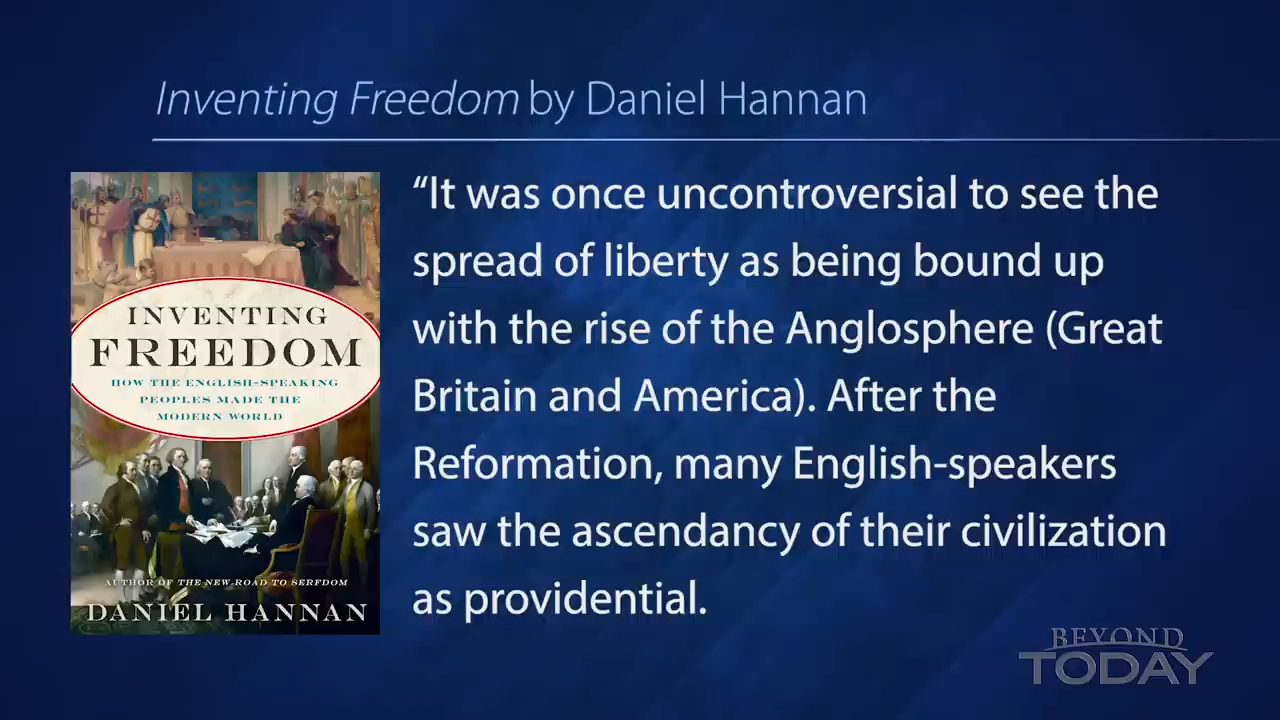 Inventing Freedom by Daniel Hannan
INVENTING
FREEDOM
HOW THE ENGLISH-SPEAKING
PEOPLES MADE THE
MODERN WORLD
AUTHOR OF THE NEW ROAD TO SERFDOM
DANIEL HANNAN
“It was once uncontroversial to see the
spread of liberty as being bound up
with the rise of the Anglosphere (Great
Britain and America). After the
Reformation, many English-speakers
saw the ascendancy of their civilization
as providential.
BEYOND
TODAY